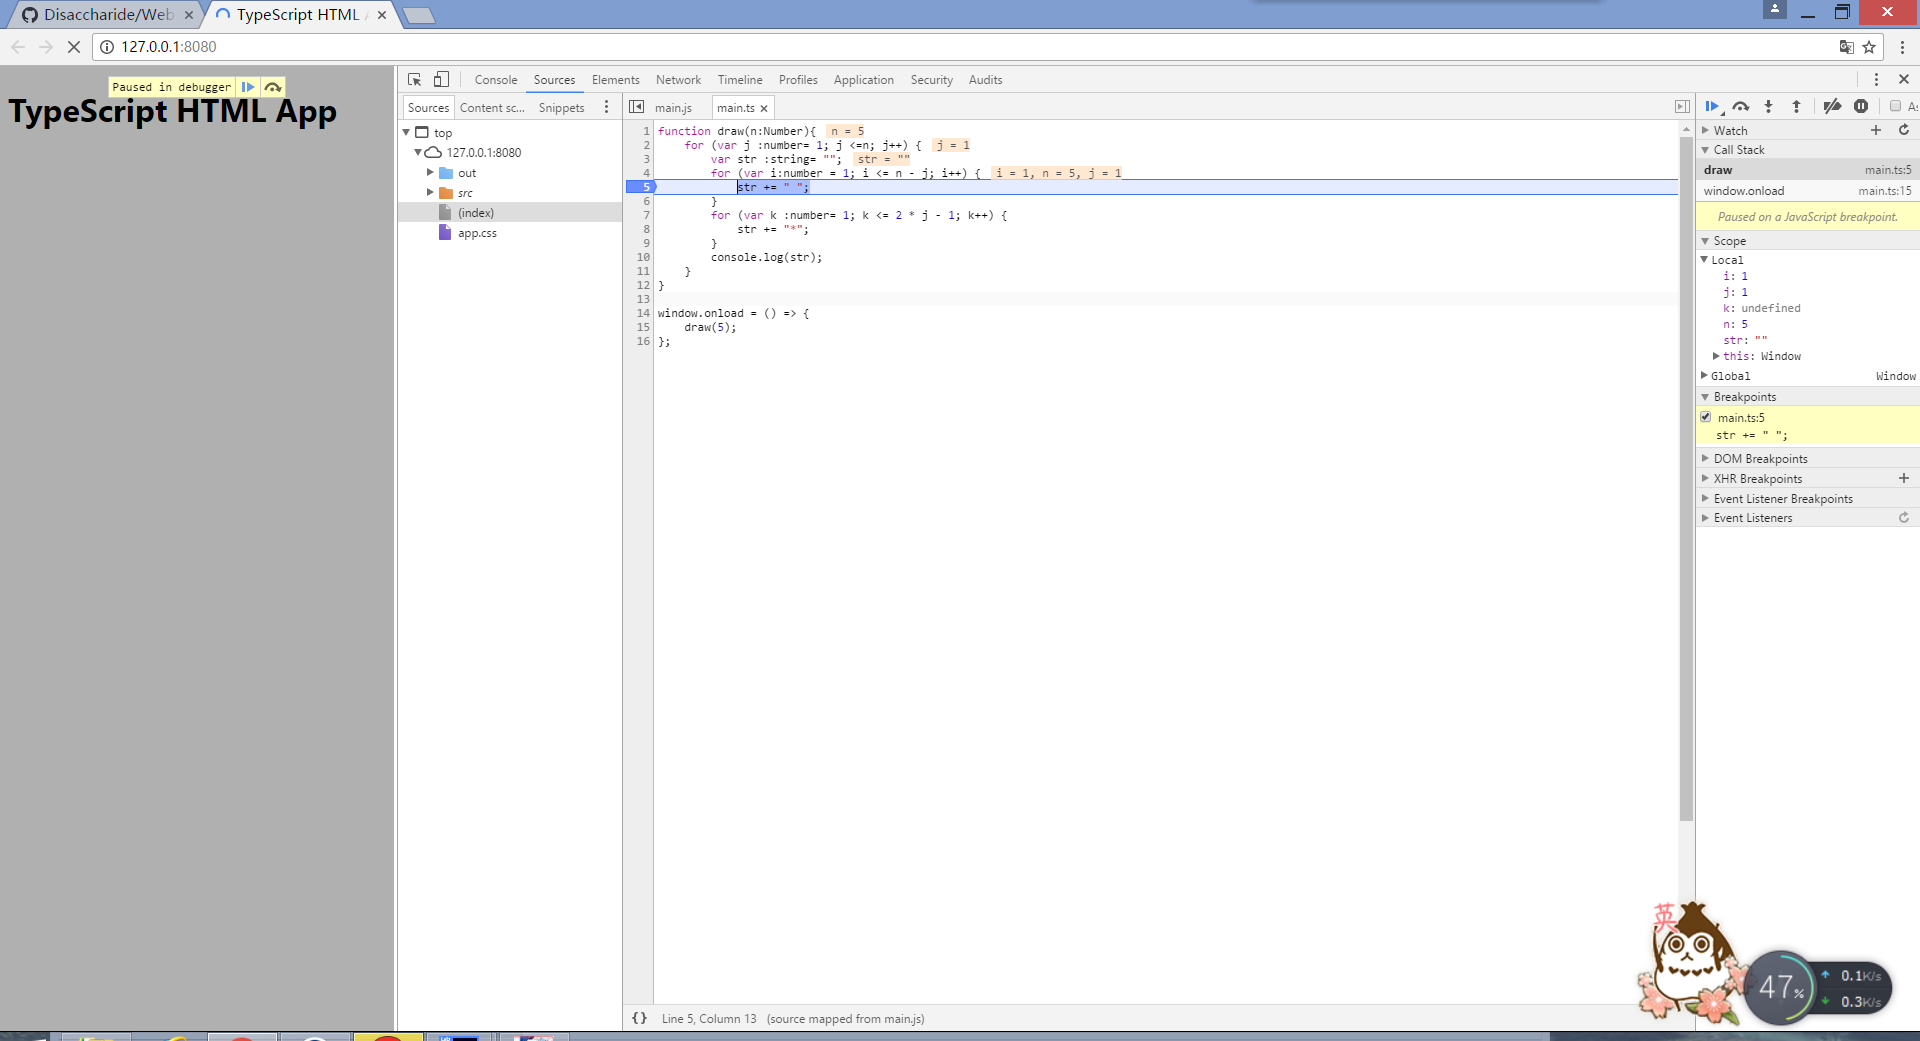 Disaccharide/Web
TypeScript HTML
127.0.0.1:8080
Paused in debugger
TypeScript HTML App
Console Sources Elements Network Timeline Profiles Application Security Audits
Sources Content sc... Snippets
main.js main.ts
top
127.0.0.1:8080
out
src
(index)
app.css
1 function draw(n:Number){ n = 5
2 for (var j :number= 1; j <=n; j++) { j = 1
3 var str :string= ""; str = ""
4 for (var i:number = 1; i <= n - j; i++) { i = 1, n = 5, j = 1
5 str += " ";
6 }
7 for (var k :number= 1; k <= 2 * j - 1; k++) {
8 str += "*";
9 }
10 console.log(str);
11 }
12 }
13
14 window.onload = () => {
15 draw(5);
16 };
{} Line 5, Column 13 (source mapped from main.js)
Watch
Call Stack
draw main.ts:5
window.onload main.ts:15
Paused on a JavaScript breakpoint.
Scope
Local
i: 1
j: 1
k: undefined
n: 5
str: ""
this: Window
Global Window
Breakpoints
main.ts:5
str += " ";
DOM Breakpoints
XHR Breakpoints
Event Listener Breakpoints
Event Listeners
英
47%
0.1K/s
0.3K/s